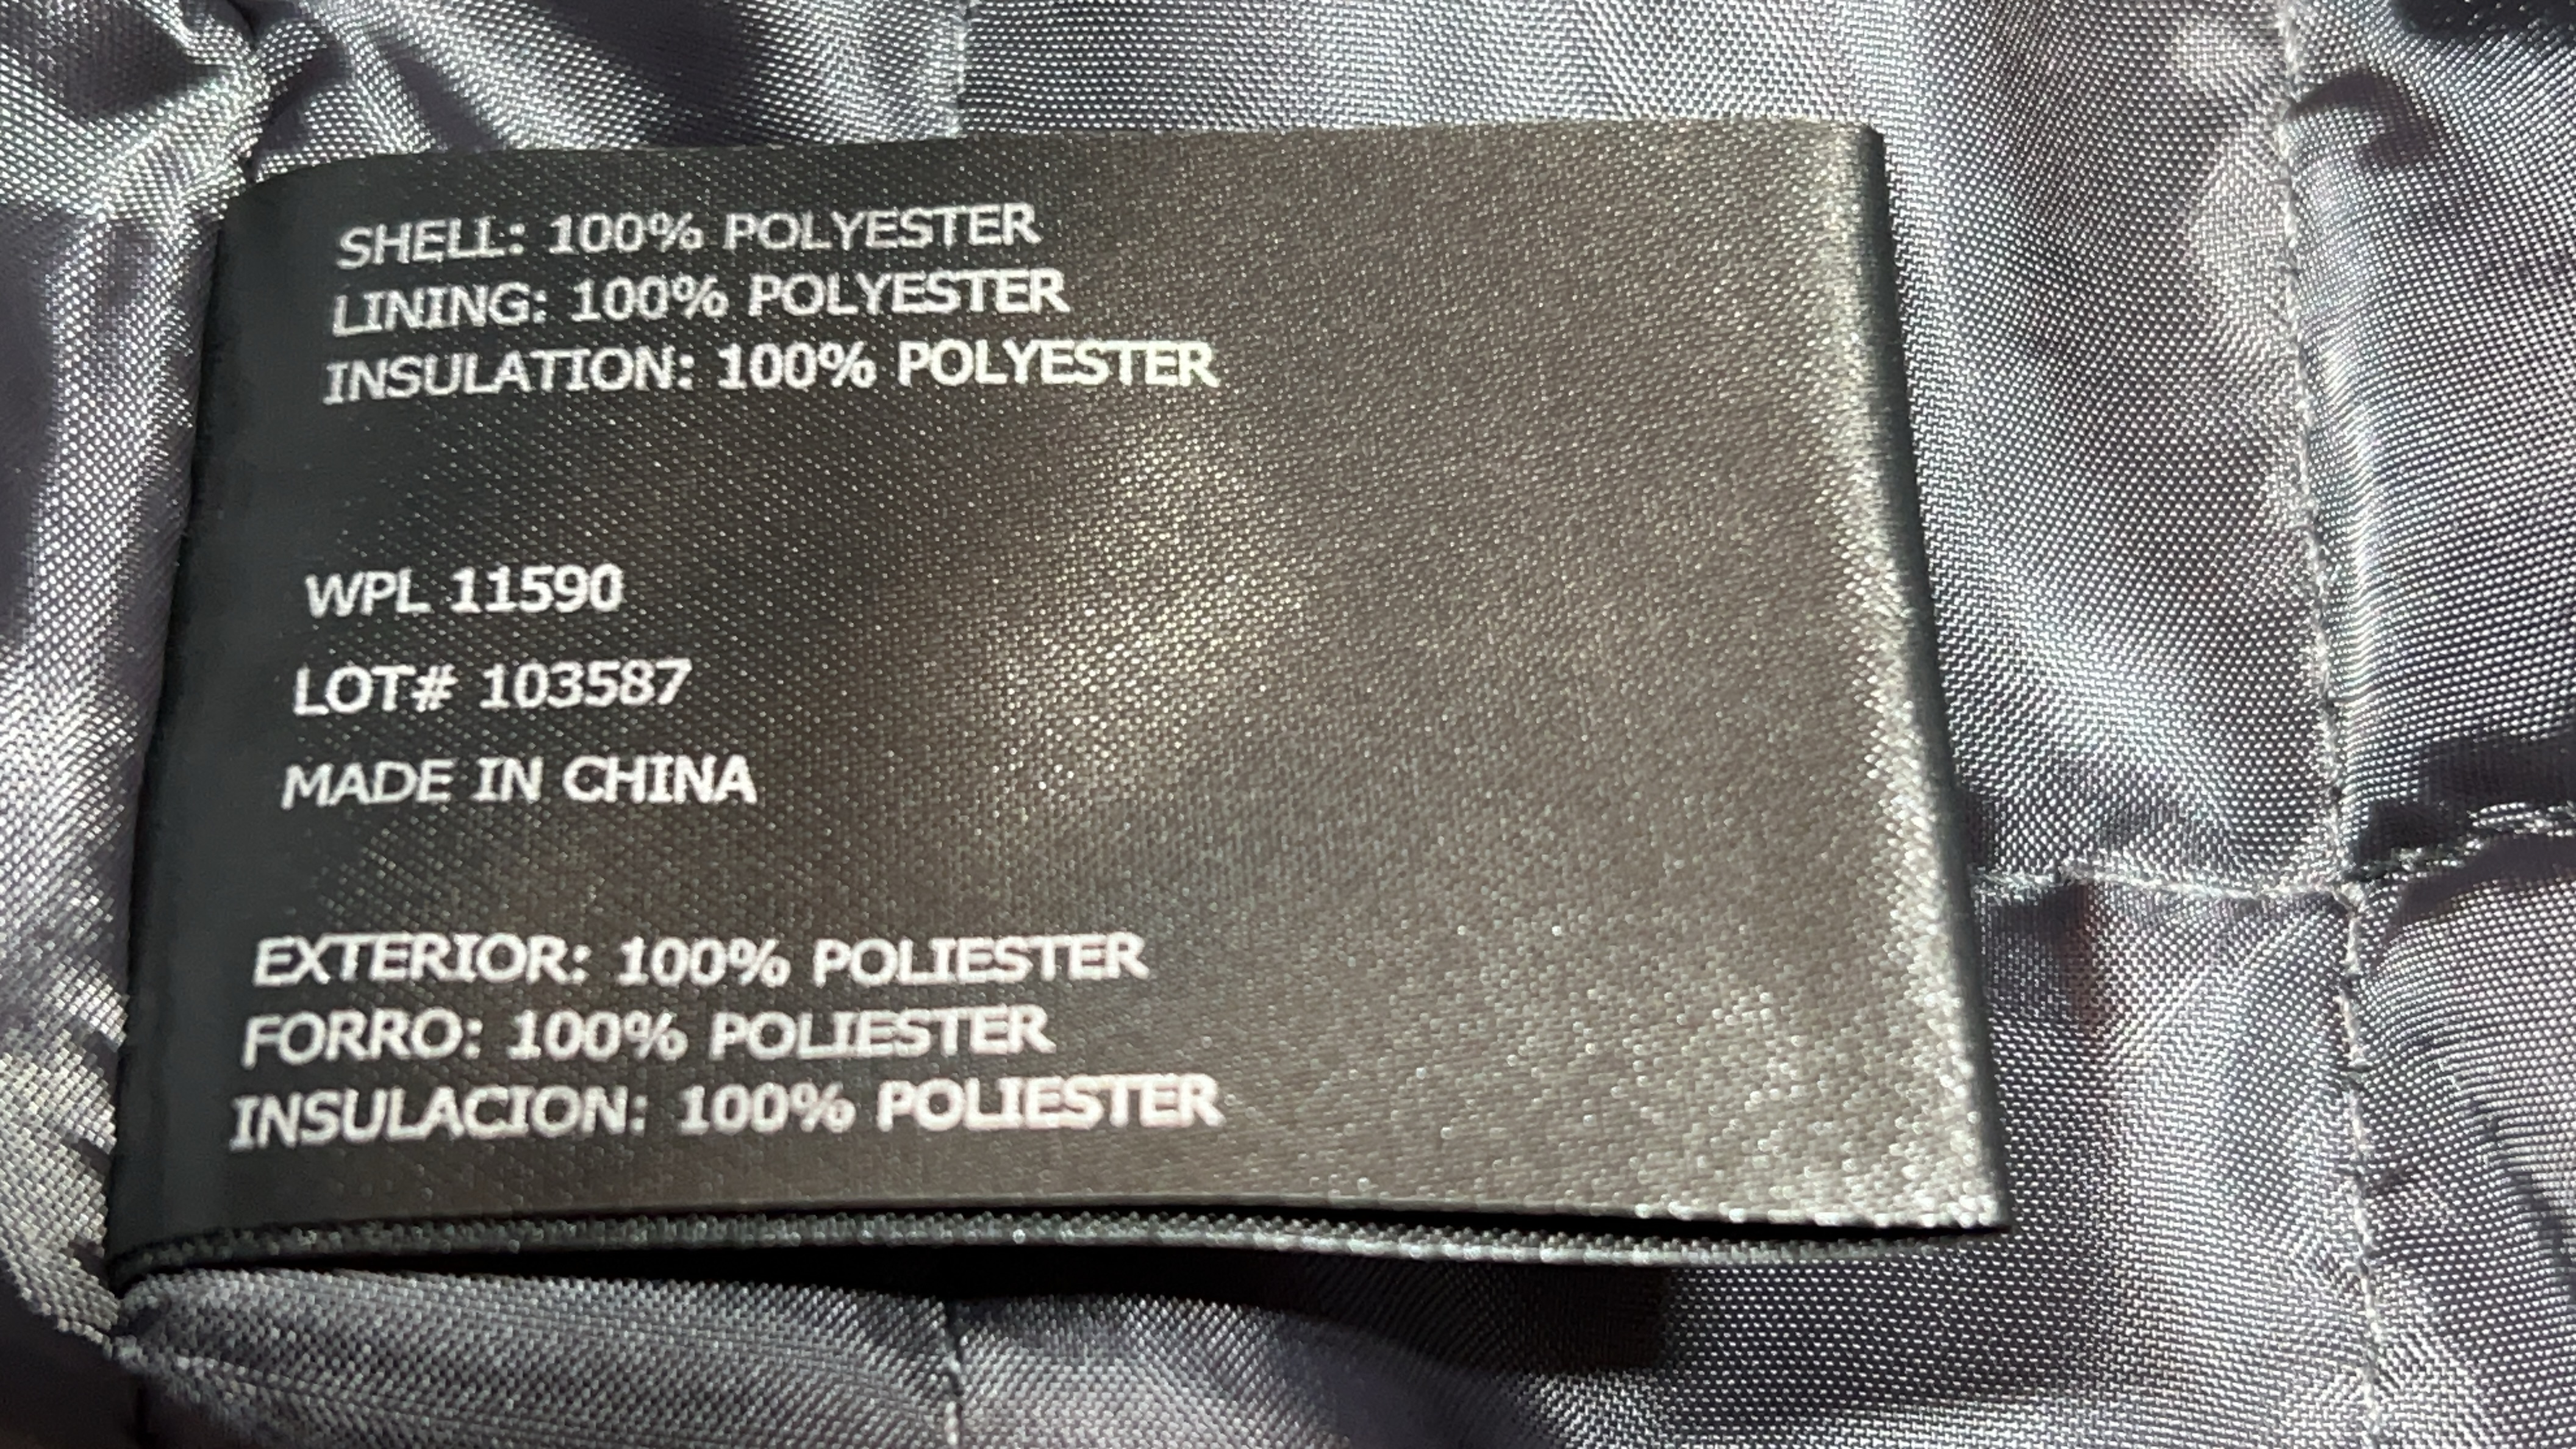 SHELL: 100% POLYESTER
LINING: 100% POLYESTER
INSULATION: 100% POLYESTER
WPL 11590
LOT# 103587
MADE IN CHINA
EXTERIOR: 100% POLIESTER
FORRO: 100% POLIESTER
INSULACION: 100% POLIESTER